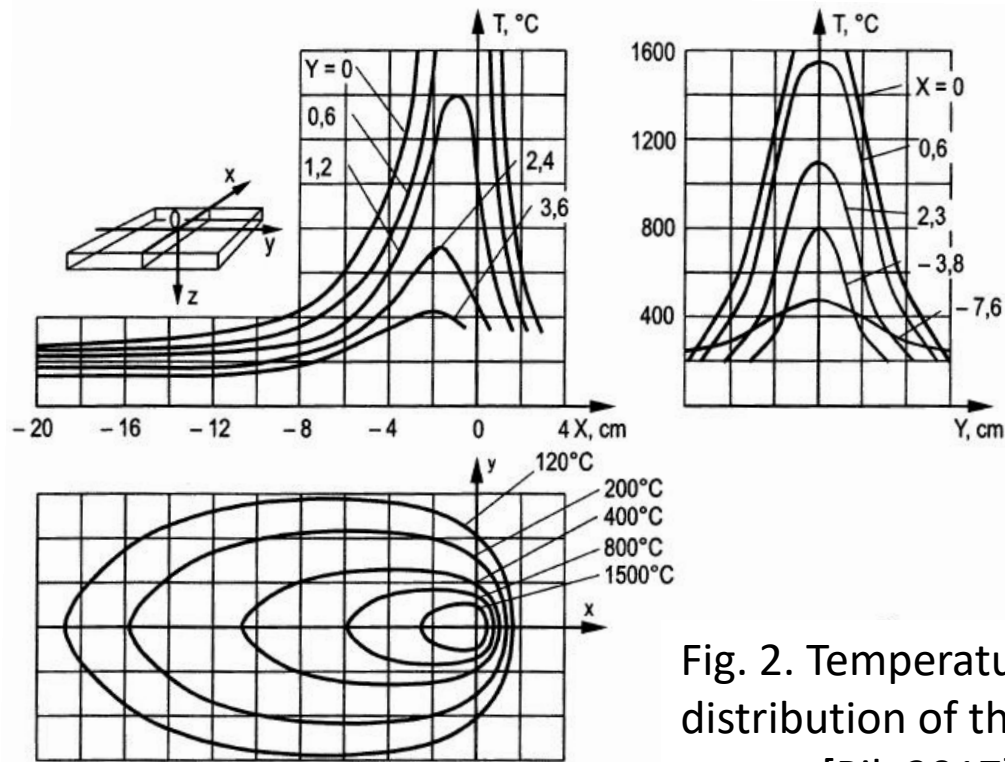 T, °C
Y = 0
0,6
1,2
2,4
3,6
x
0
y
z
– 20 – 16 – 12 – 8 – 4 0 4 X, cm
T, °C
1600
1200
800
400
X = 0
0,6
2,3
– 3,8
– 7,6
Y, cm
y
120°C
200°C
400°C
800°C
1500°C
x
Fig. 2. Temperatu
distribution of th